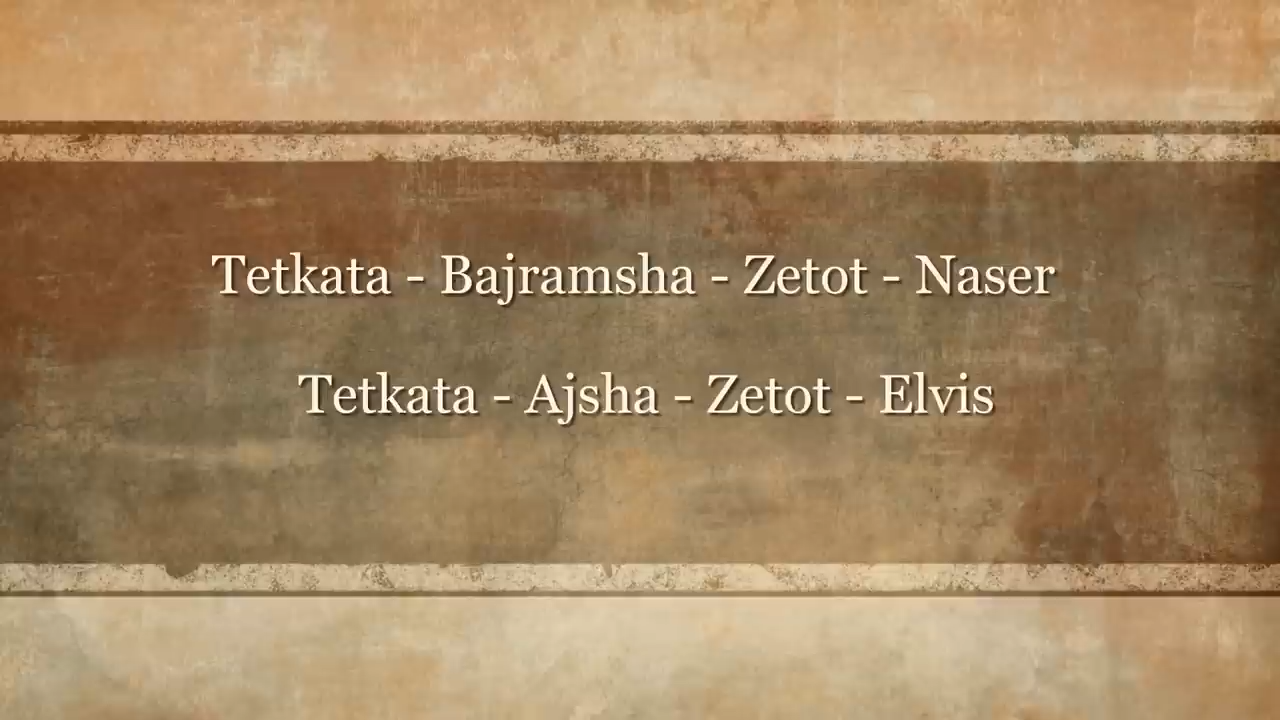 Tetkata - Bajramsha - Zetot - Naser
Tetkata - Ajsha - Zetot - Elvis